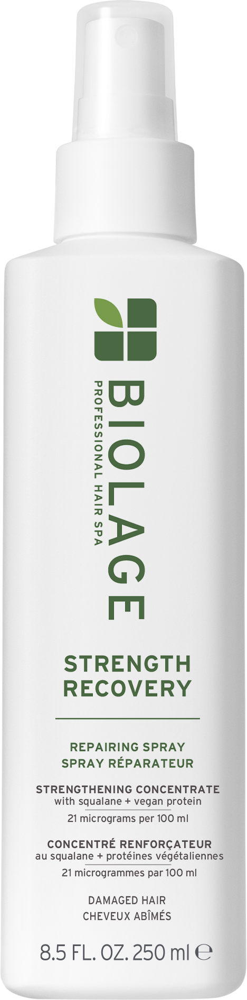 BIOLAGE
PROFESSIONAL HAIR SPA
STRENGTH
RECOVERY
REPAIRING SPRAY
SPRAY RÉPARATEUR
STRENGTHENING CONCENTRATE
with squalane + vegan protein
21 micrograms per 100 ml
CONCENTRÉ RENFORÇATEUR
au squalane + protéines végétaliennes
21 microgrammes par 100 ml
DAMAGED HAIR
CHEVEUX ABÎMÉS
8.5 FL. OZ. 250 ml ℮